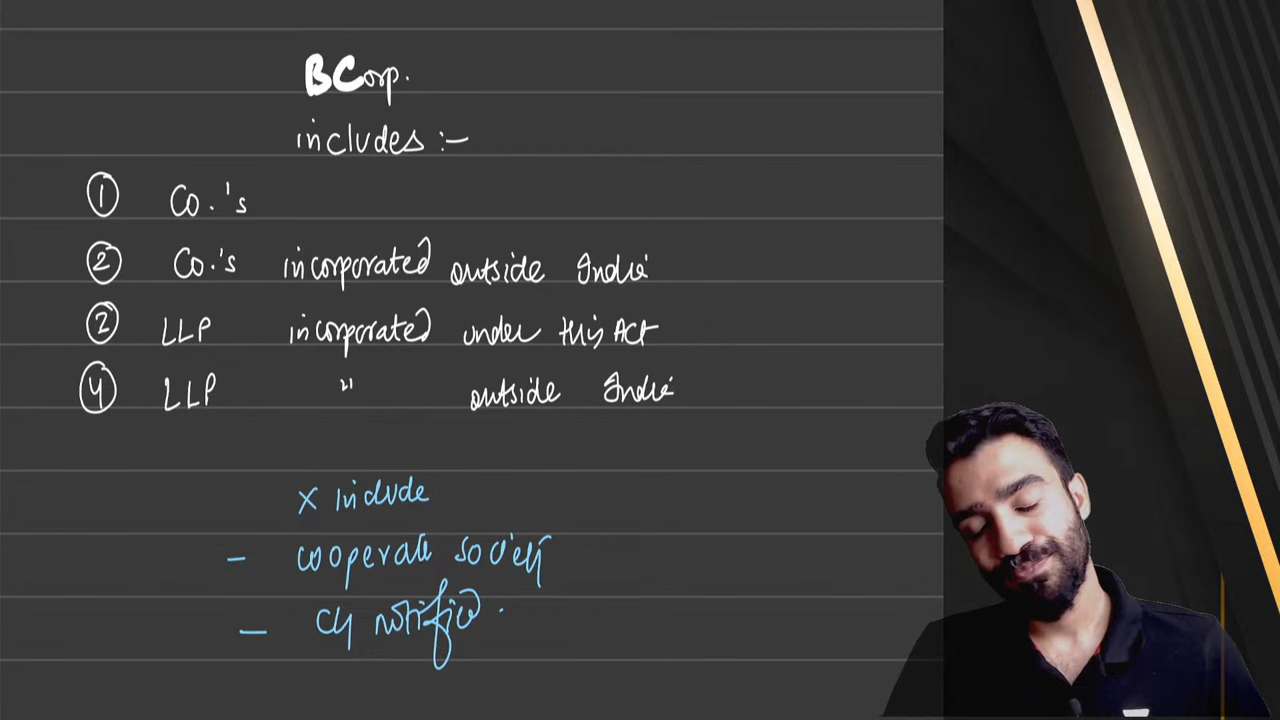 BCorp.
includes :-
① Co.'s
② Co.'s incorporated outside India
② LLP incorporated under this Act
④ LLP " outside India
× include
- cooperate society
- CG notified.